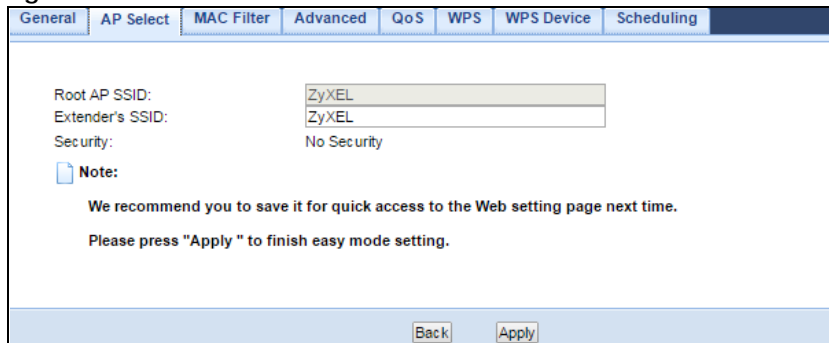 General AP Select MAC Filter Advanced QoS WPS WPS Device Scheduling
Root AP SSID: ZyXEL
Extender's SSID: ZyXEL
Security: No Security
Note:
We recommend you to save it for quick access to the Web setting page next time.
Please press "Apply " to finish easy mode setting.
Back Apply